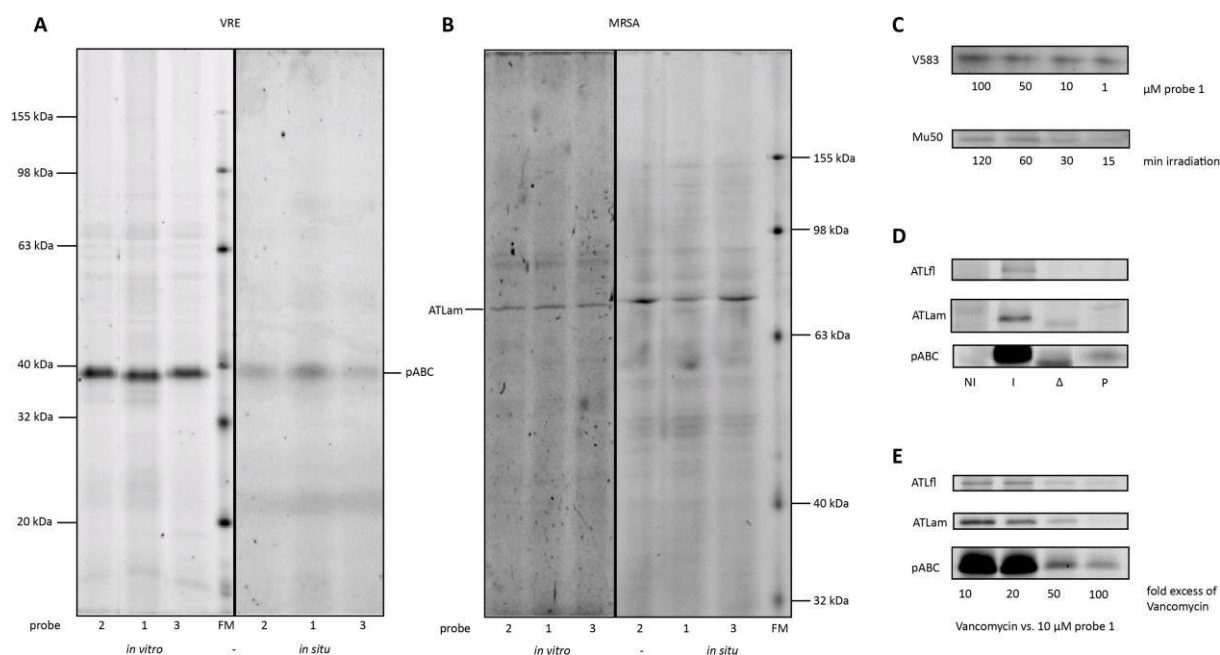 A
VRE
155 kDa
98 kDa
63 kDa
40 kDa
32 kDa
20 kDa
pABC
probe 2 1 3 FM 2 1 3
in vitro - in situ
B
MRSA
ATLam
155 kDa
98 kDa
63 kDa
40 kDa
32 kDa
2 1 3 2 1 3 FM
in vitro - in situ
C
V583
100 50 10 1 µM probe 1
Mu50
120 60 30 15 min irradiation
D
ATLfl
ATLam
pABC
NI I Δ P
E
ATLfl
ATLam
pABC
10 20 50 100 fold excess of
Vancomycin
Vancomycin vs. 10 µM probe 1